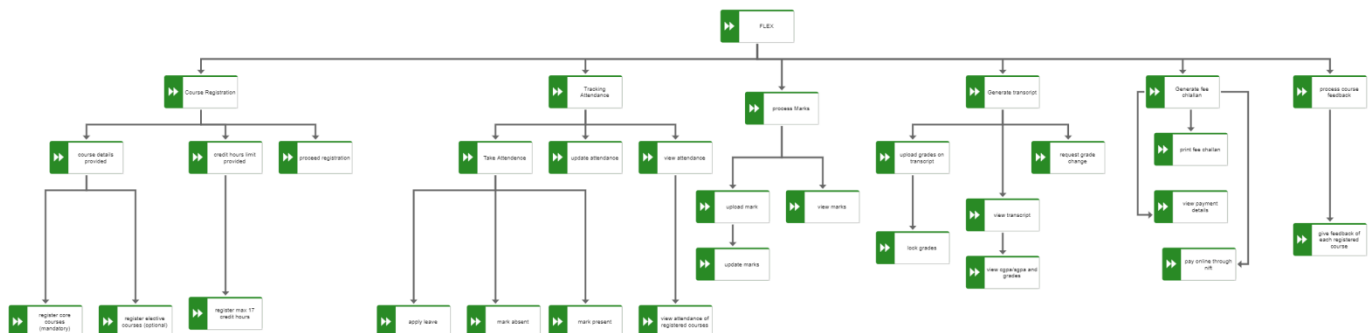 FLEX
Course Registration
Tracking
Attendance
process Marks
Generate transcript
Generate fee
process course
feedback
course details
provided
credit hours limit
provided
proceed registration
Take Attendence
update attendance
view attendance
upload grades on
transcript
request grade
change
print fee challan
upload mark
view marks
view transcript
view payment
details
update marks
lock grades
view sgpa/cgpa and
grades
pay online through
give feedback of
each registered
course
register core
courses
(mandatory)
register elective
courses (optional)
register max 17
credit hours
apply leave
mark absent
mark present
view attendance of
registered courses